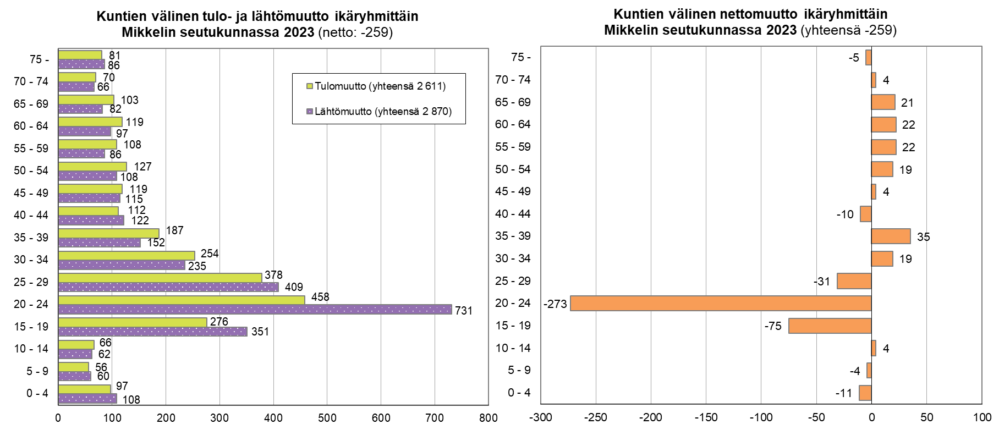 Kuntien välinen tulo- ja lähtömuutto ikäryhmittäin
Mikkelin seutukunnassa 2023 (netto: -259)
Tulomuutto (yhteensä 2 611)
Lähtömuutto (yhteensä 2 870)
75 - 81 86
70 - 74 70 66
65 - 69 103 82
60 - 64 119 97
55 - 59 108 86
50 - 54 127 108
45 - 49 119 115
40 - 44 112 122
35 - 39 187 152
30 - 34 254 235
25 - 29 378 409
20 - 24 458 731
15 - 19 276 351
10 - 14 66 62
5 - 9 56 60
0 - 4 97 108
0 100 200 300 400 500 600 700 800
Kuntien välinen nettomuutto ikäryhmittäin
Mikkelin seutukunnassa 2023 (yhteensä -259)
75 - -5
70 - 74 4
65 - 69 21
60 - 64 22
55 - 59 22
50 - 54 19
45 - 49 4
40 - 44 -10
35 - 39 35
30 - 34 19
25 - 29 -31
20 - 24 -273
15 - 19 -75
10 - 14 4
5 - 9 -4
0 - 4 -11
-300 -250 -200 -150 -100 -50 0 50 100